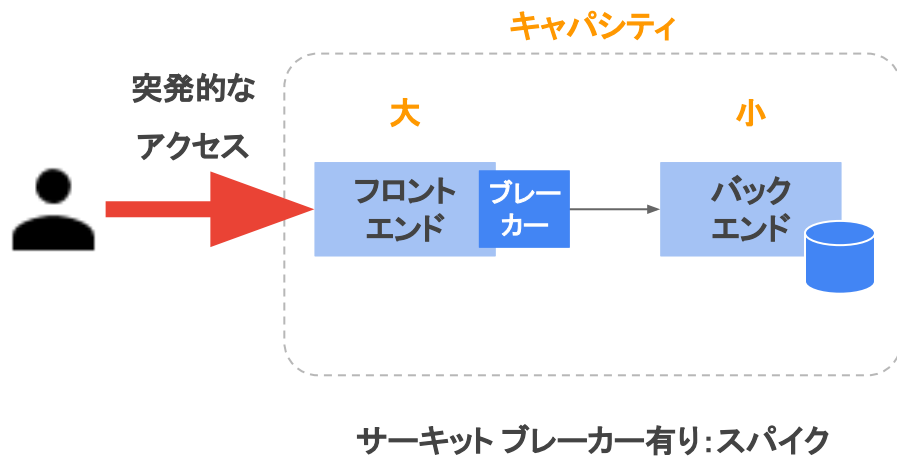 キャパシティ
突発的な
アクセス
大
小
フロント
エンド
ブレー
カー
バック
エンド
サーキット ブレーカー有り：スパイク